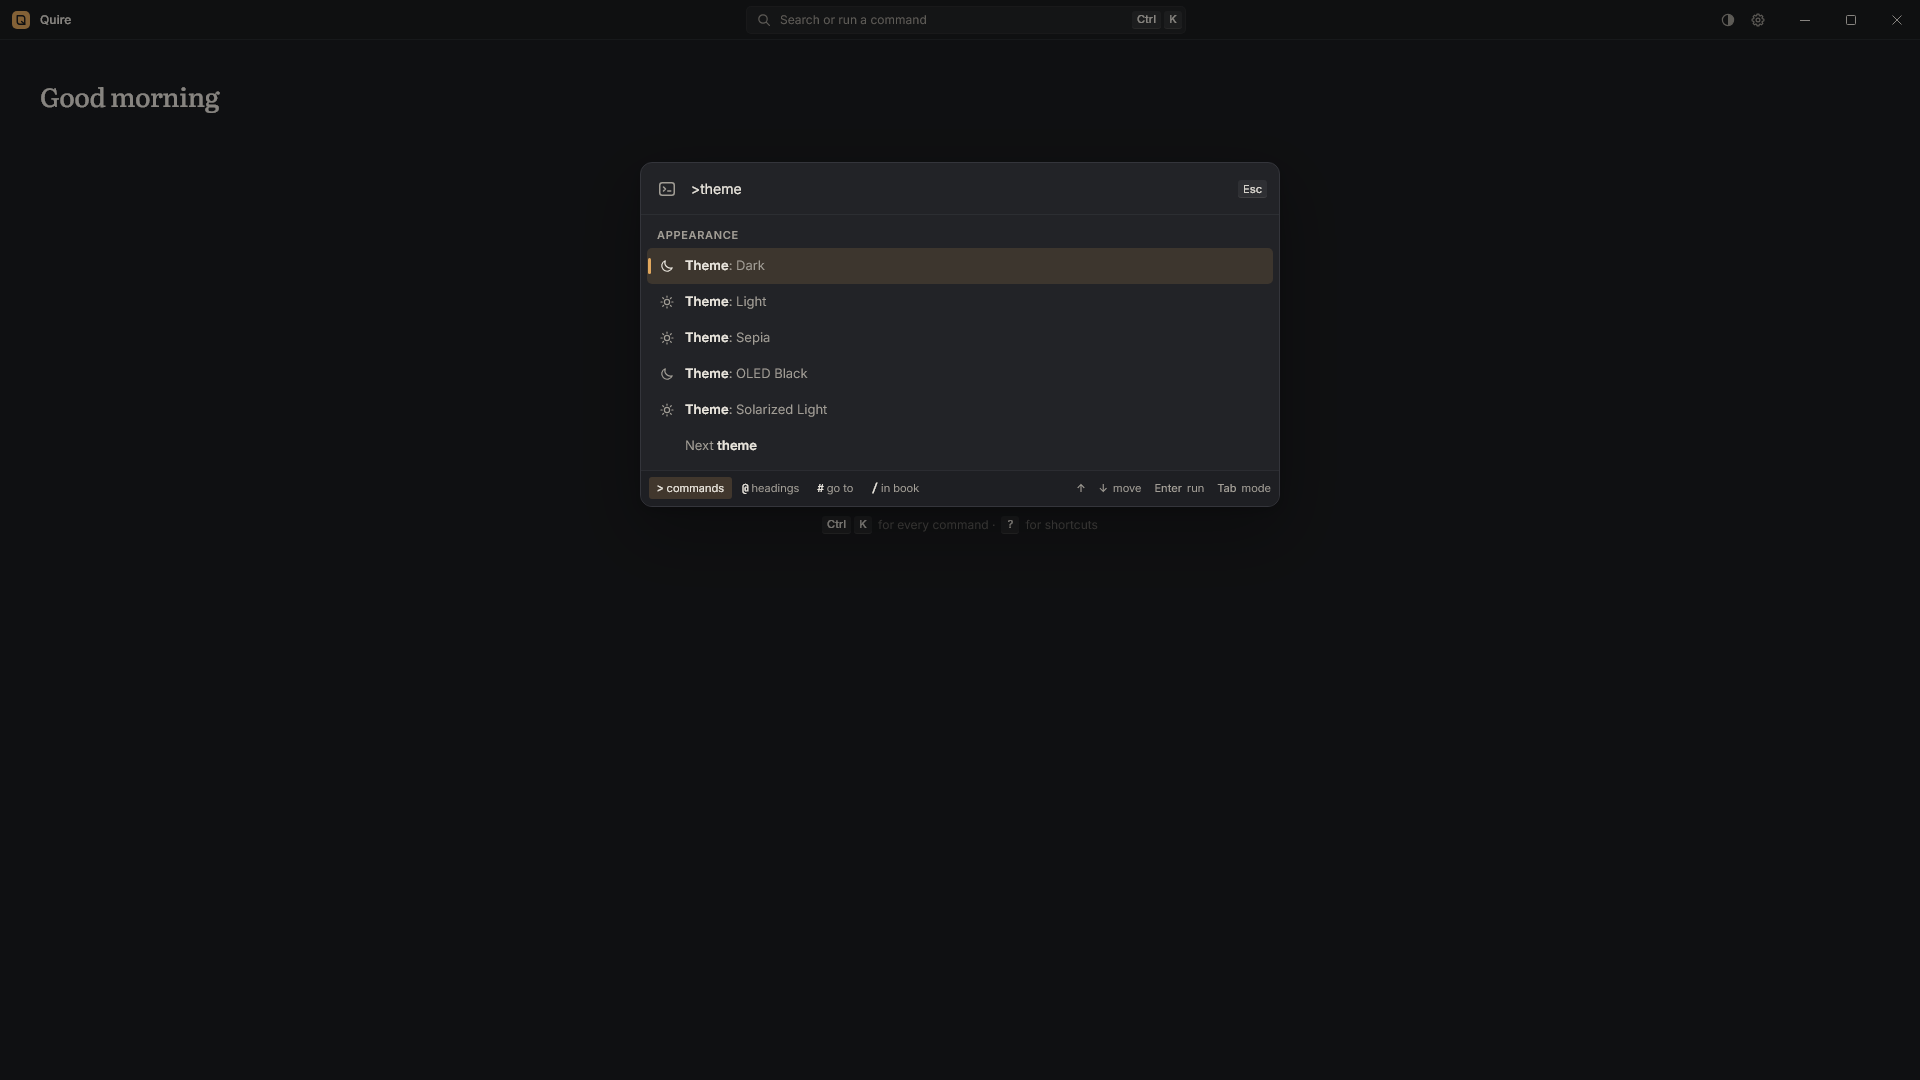 Quire
Search or run a command Ctrl K
Good morning
>theme Esc
APPEARANCE
Theme: Dark
Theme: Light
Theme: Sepia
Theme: OLED Black
Theme: Solarized Light
Next theme
> commands @ headings # go to / in book ↑ ↓ move Enter run Tab mode
Ctrl K for every command · ? for shortcuts